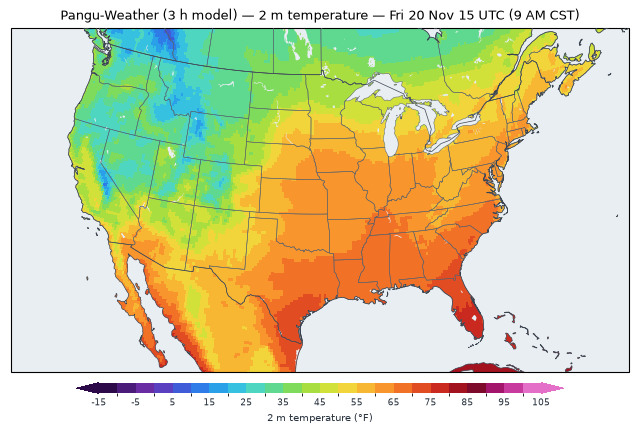 Pangu-Weather (3 h model) — 2 m temperature — Fri 20 Nov 15 UTC (9 AM CST)
-15 -5 5 15 25 35 45 55 65 75 85 95 105
2 m temperature (°F)